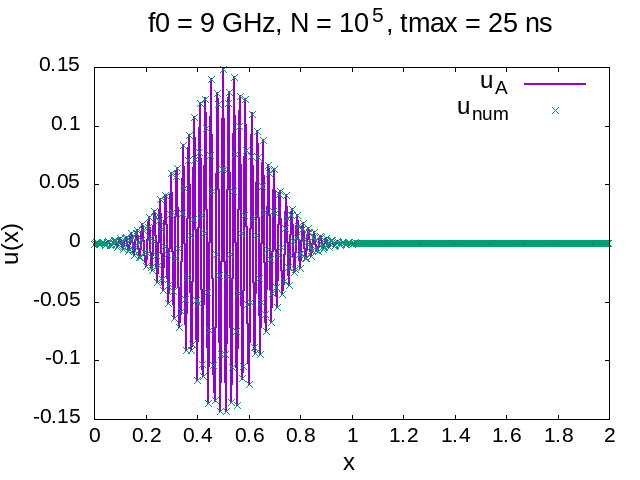 f0 = 9 GHz, N = 10⁵, tmax = 25 ns
u_A
u_num
0.15
0.1
0.05
0
-0.05
-0.1
-0.15
u(x)
0 0.2 0.4 0.6 0.8 1 1.2 1.4 1.6 1.8 2
x